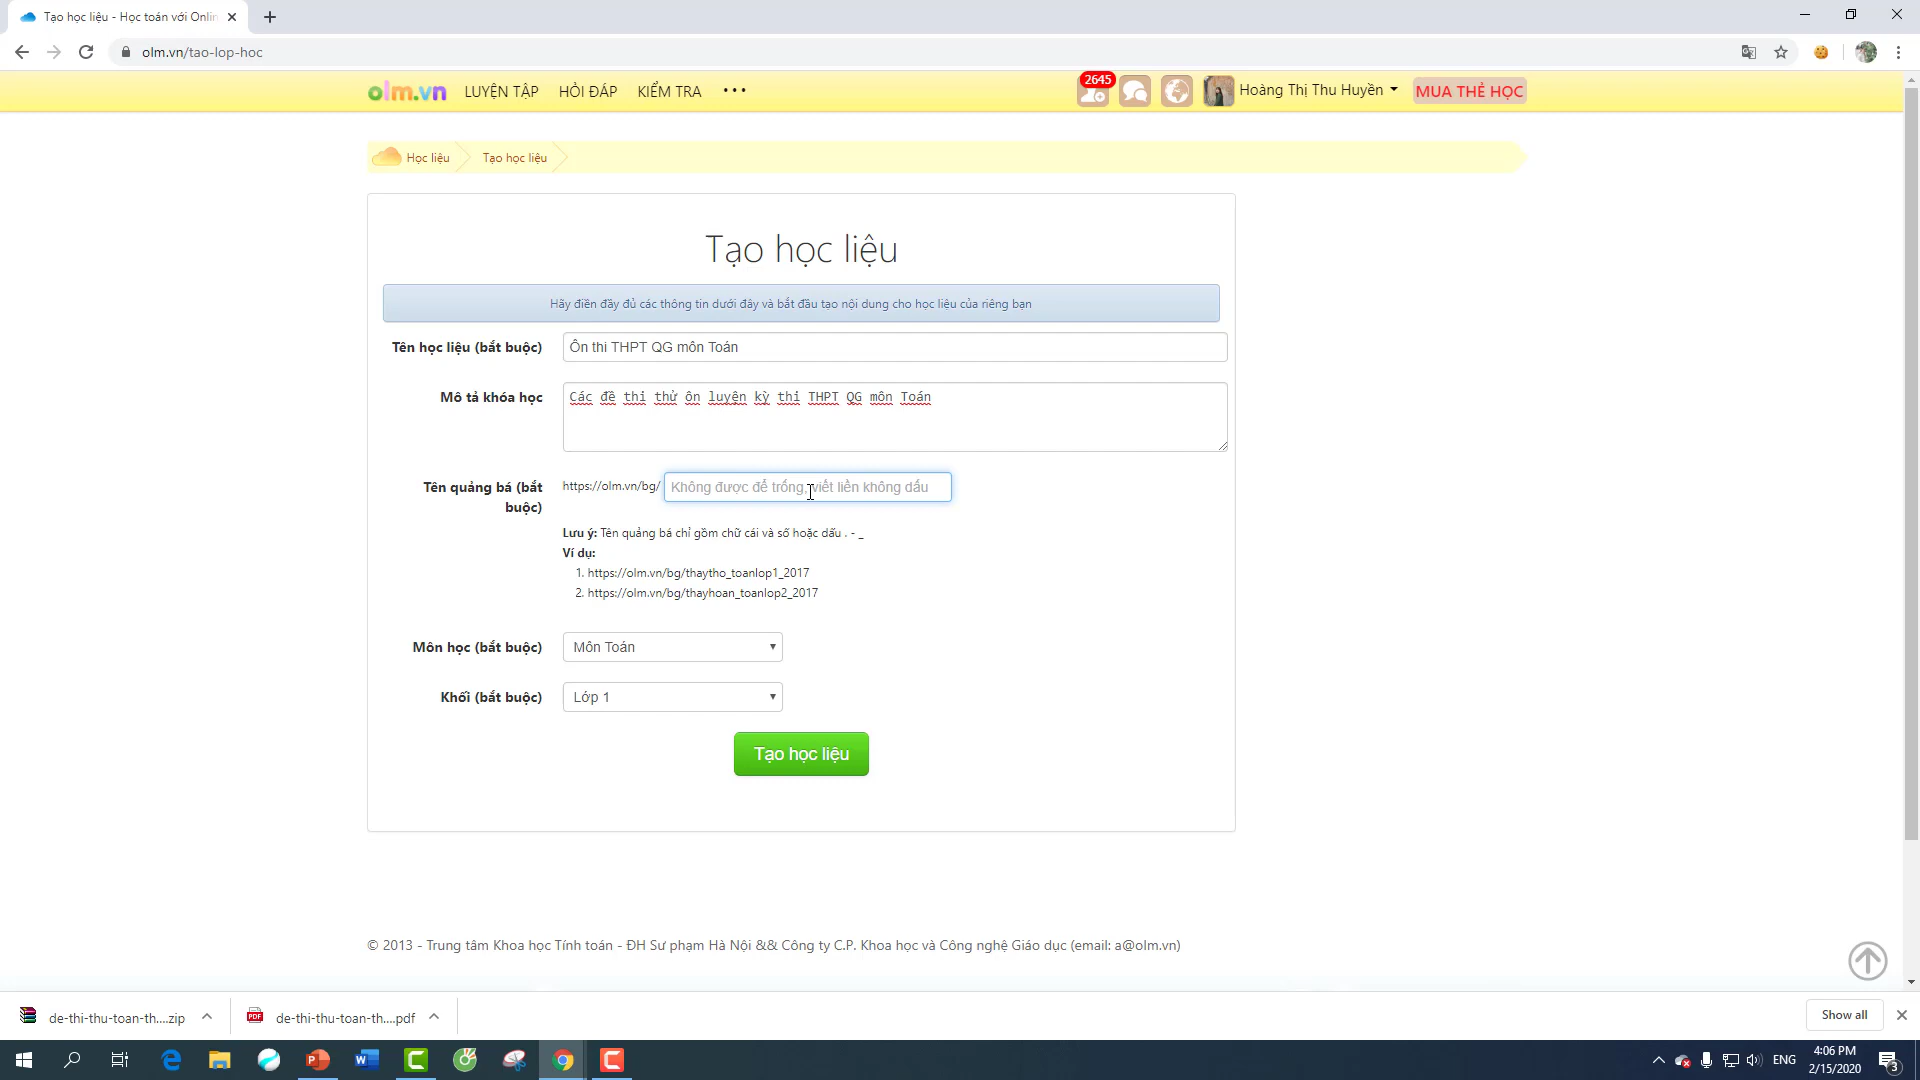 Tạo học liệu - Học toán với Onlin
olm.vn/tao-lop-hoc
olm.vn LUYỆN TẬP HỎI ĐÁP KIỂM TRA ••• 2645 Hoàng Thị Thu Huyền MUA THẺ HỌC
Học liệu Tạo học liệu
Tạo học liệu
Hãy điền đầy đủ các thông tin dưới đây và bắt đầu tạo nội dung cho học liệu của riêng bạn
Tên học liệu (bắt buộc) Ôn thi THPT QG môn Toán
Mô tả khóa học Các đề thi thử ôn luyện kỳ thi THPT QG môn Toán
Tên quảng bá (bắt buộc) https://olm.vn/bg/ Không được để trống, viết liền không dấu
Lưu ý: Tên quảng bá chỉ gồm chữ cái và số hoặc dấu . - _
Ví dụ:
1. https://olm.vn/bg/thaytho_toanlop1_2017
2. https://olm.vn/bg/thayhoan_toanlop2_2017
Môn học (bắt buộc) Môn Toán
Khối (bắt buộc) Lớp 1
Tạo học liệu
© 2013 - Trung tâm Khoa học Tính toán - ĐH Sư phạm Hà Nội && Công ty C.P. Khoa học và Công nghệ Giáo dục (email: a@olm.vn)
de-thi-thu-toan-th....zip de-thi-thu-toan-th....pdf Show all
ENG 4:06 PM
2/15/2020 3